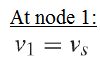 At node 1:
v₁ = vₛ